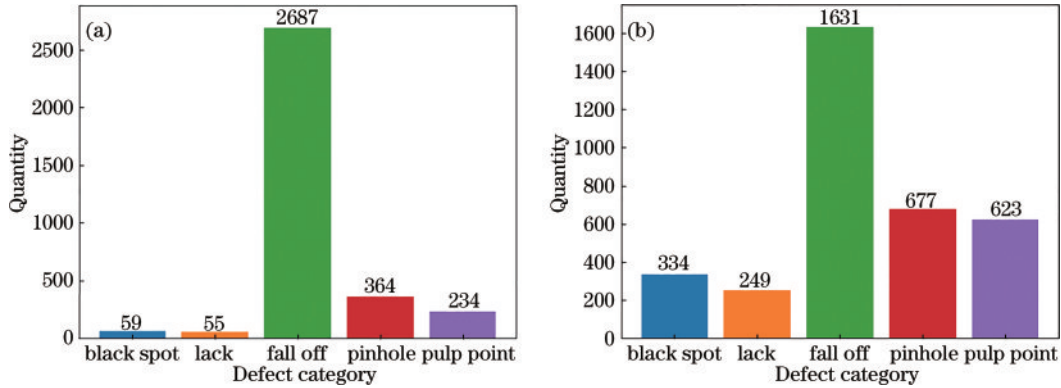 (a)
2687
2500
2000
1500
1000
500
0
Quantity
59
55
364
234
black spot
lack
fall off
pinhole
pulp point
Defect category
(b)
1631
1600
1400
1200
1000
800
600
400
200
0
Quantity
334
249
677
623
black spot
lack
fall off
pinhole
pulp point
Defect category